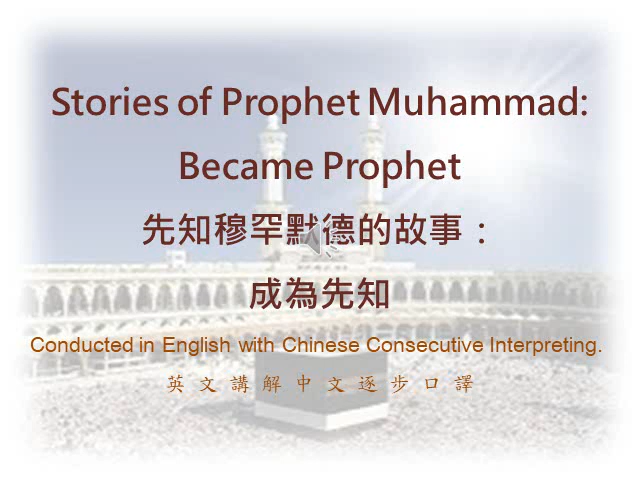 Stories of Prophet Muhammad:
Became Prophet
先知穆罕默德的故事：
成為先知
Conducted in English with Chinese Consecutive Interpreting.
英文講解中文逐步口譯